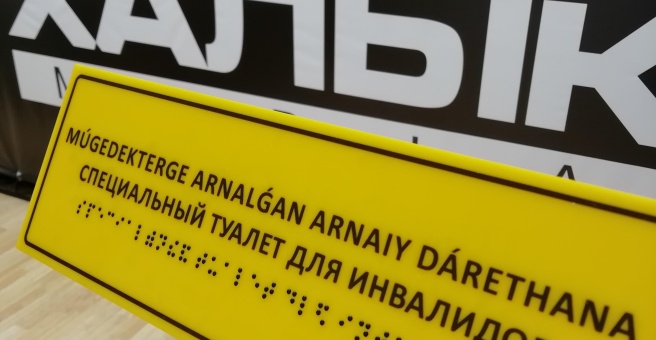 ХАЛЫК
MÚGEDEKTERGE ARNALǴAN ARNAIY DÁRETHANA
СПЕЦИАЛЬНЫЙ ТУАЛЕТ ДЛЯ ИНВАЛИДОВ